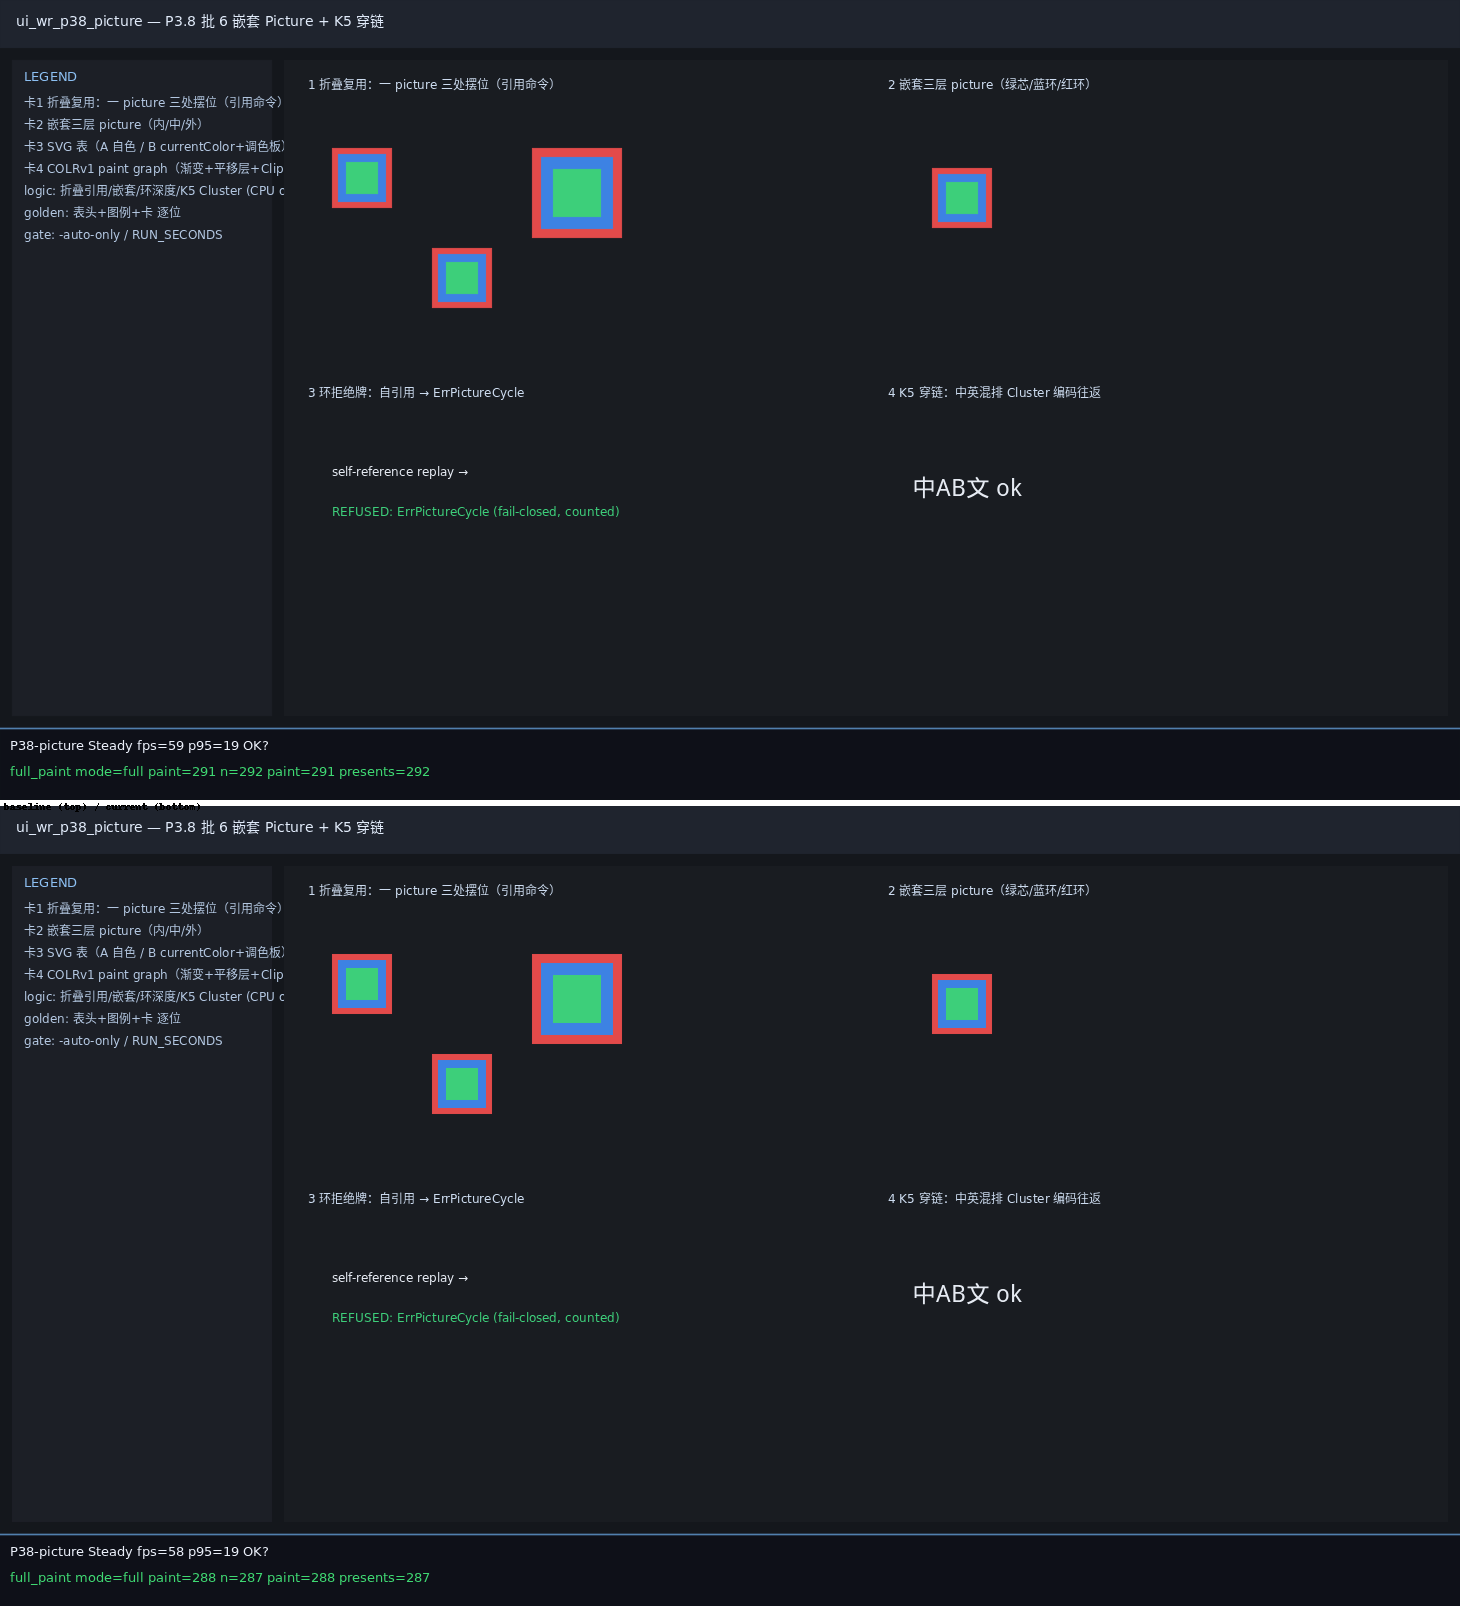 ui_wr_p38_picture — P3.8 批 6 嵌套 Picture + K5 穿链
LEGEND
卡1 折叠复用：一 picture 三处摆位（引用命令）
卡2 嵌套三层 picture（内/中/外）
卡3 SVG 表（A 自色 / B currentColor+调色板）
卡4 COLRv1 paint graph（渐变+平移层+Clip
logic: 折叠引用/嵌套/环深度/K5 Cluster (CPU
golden: 表头+图例+卡 逐位
gate: -auto-only / RUN_SECONDS
1 折叠复用：一 picture 三处摆位（引用命令）
2 嵌套三层 picture（绿芯/蓝环/红环）
3 环拒绝牌：自引用 → ErrPictureCycle
4 K5 穿链：中英混排 Cluster 编码往返
self-reference replay →
REFUSED: ErrPictureCycle (fail-closed, counted)
中AB文 ok
P38-picture Steady fps=59 p95=19 OK?
full_paint mode=full paint=291 n=292 paint=291 presents=292
baseline (top) / current (bottom)
ui_wr_p38_picture — P3.8 批 6 嵌套 Picture + K5 穿链
LEGEND
卡1 折叠复用：一 picture 三处摆位（引用命令）
卡2 嵌套三层 picture（内/中/外）
卡3 SVG 表（A 自色 / B currentColor+调色板）
卡4 COLRv1 paint graph（渐变+平移层+Clip
logic: 折叠引用/嵌套/环深度/K5 Cluster (CPU
golden: 表头+图例+卡 逐位
gate: -auto-only / RUN_SECONDS
1 折叠复用：一 picture 三处摆位（引用命令）
2 嵌套三层 picture（绿芯/蓝环/红环）
3 环拒绝牌：自引用 → ErrPictureCycle
4 K5 穿链：中英混排 Cluster 编码往返
self-reference replay →
REFUSED: ErrPictureCycle (fail-closed, counted)
中AB文 ok
P38-picture Steady fps=58 p95=19 OK?
full_paint mode=full paint=288 n=287 paint=288 presents=287